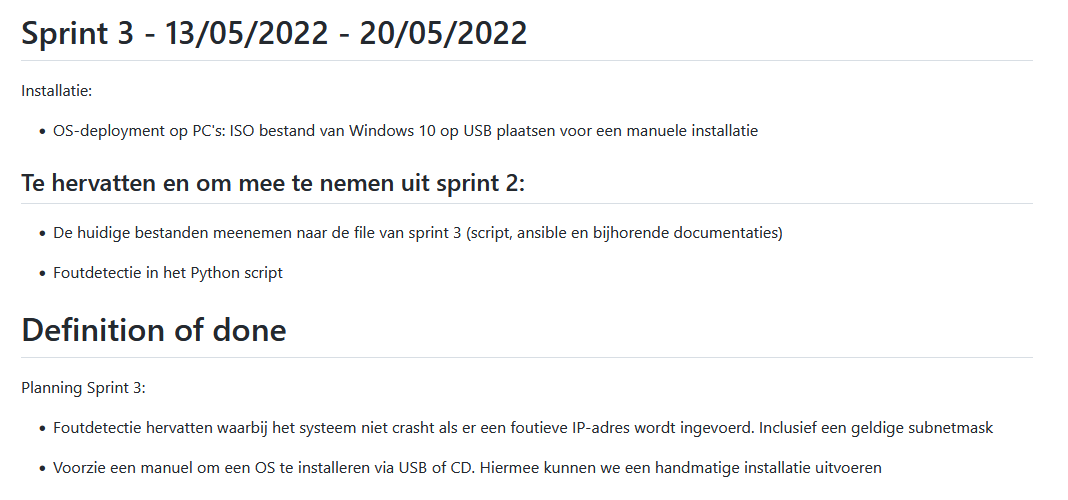 Sprint 3 - 13/05/2022 - 20/05/2022
Installatie:
• OS-deployment op PC's: ISO bestand van Windows 10 op USB plaatsen voor een manuele installatie
Te hervatten en om mee te nemen uit sprint 2:
• De huidige bestanden meenemen naar de file van sprint 3 (script, ansible en bijhorende documentaties)
• Foutdetectie in het Python script
Definition of done
Planning Sprint 3:
• Foutdetectie hervatten waarbij het systeem niet crasht als er een foutieve IP-adres wordt ingevoerd. Inclusief een geldige subnetmask
• Voorzie een manuel om een OS te installeren via USB of CD. Hiermee kunnen we een handmatige installatie uitvoeren